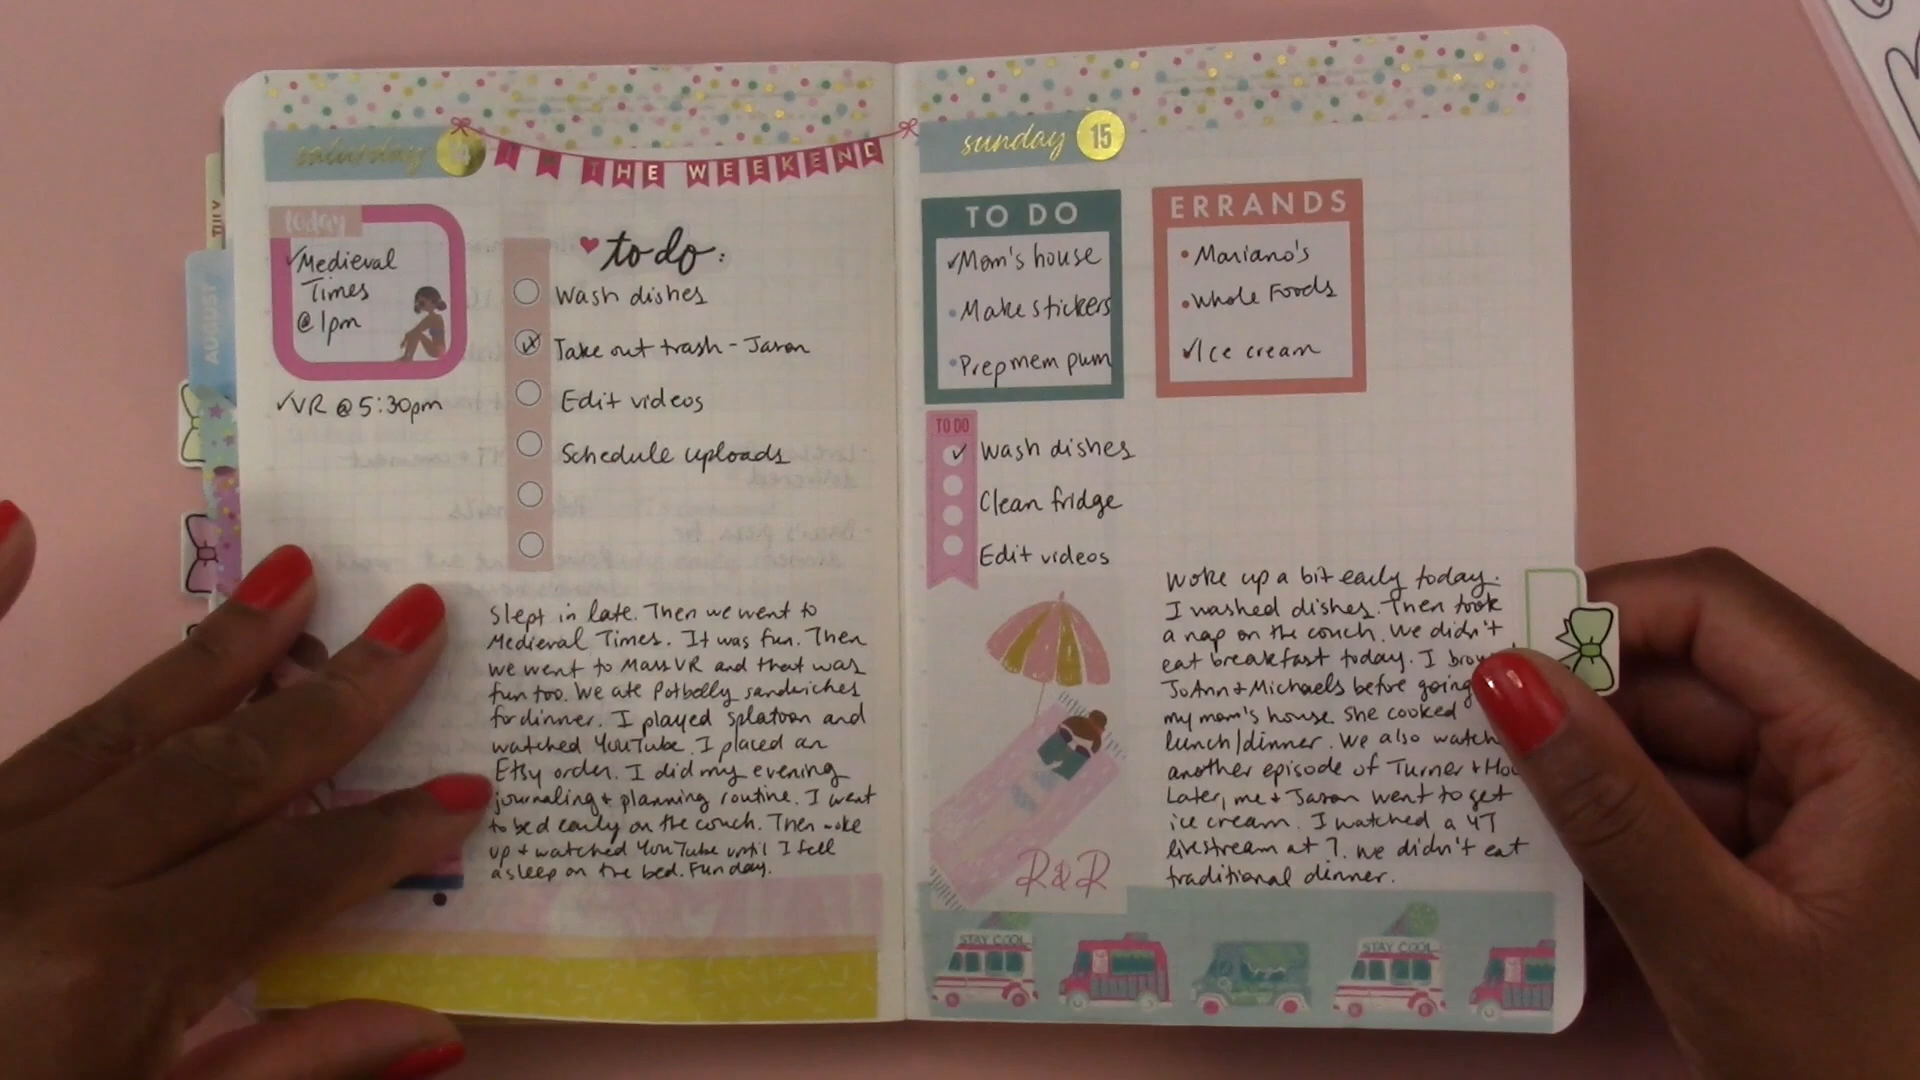 JULY
AUGUST
saturday
THE WEEKEND
today
✓Medieval
Times
@1pm
✓VR @ 5:30pm
to do:
Wash dishes
Take out trash - Jason
Edit videos
Schedule uploads
Slept in late. Then we went to
Medieval Times. It was fun. Then
we went to Mass VR and that was
fun too. We ate Potbelly sandwiches
for dinner. I played splatoon and
watched YouTube. I placed an
Etsy order. I did my evening
journaling + planning routine. I went
to bed early on the couch. Then woke
up + watched YouTube until I fell
asleep on the bed. Fun day.
sunday 15
TO DO
✓Mom's house
•Make stickers
•Prep mem pum
ERRANDS
•Mariano's
•Whole Foods
✓Ice cream
TO DO
✓ Wash dishes
Clean fridge
Edit videos
R&R
Woke up a bit early today.
I washed dishes. Then took
a nap on the couch. We didn't
eat breakfast today. I
JoAnn + Michaels before going
my mom's house. She cooked
lunch/dinner. We also watch
another episode of Turner +
Later, me + Jason went to get
ice cream. I watched a YT
livestream at 7. We didn't eat
traditional dinner.
STAY COOL
STAY COOL